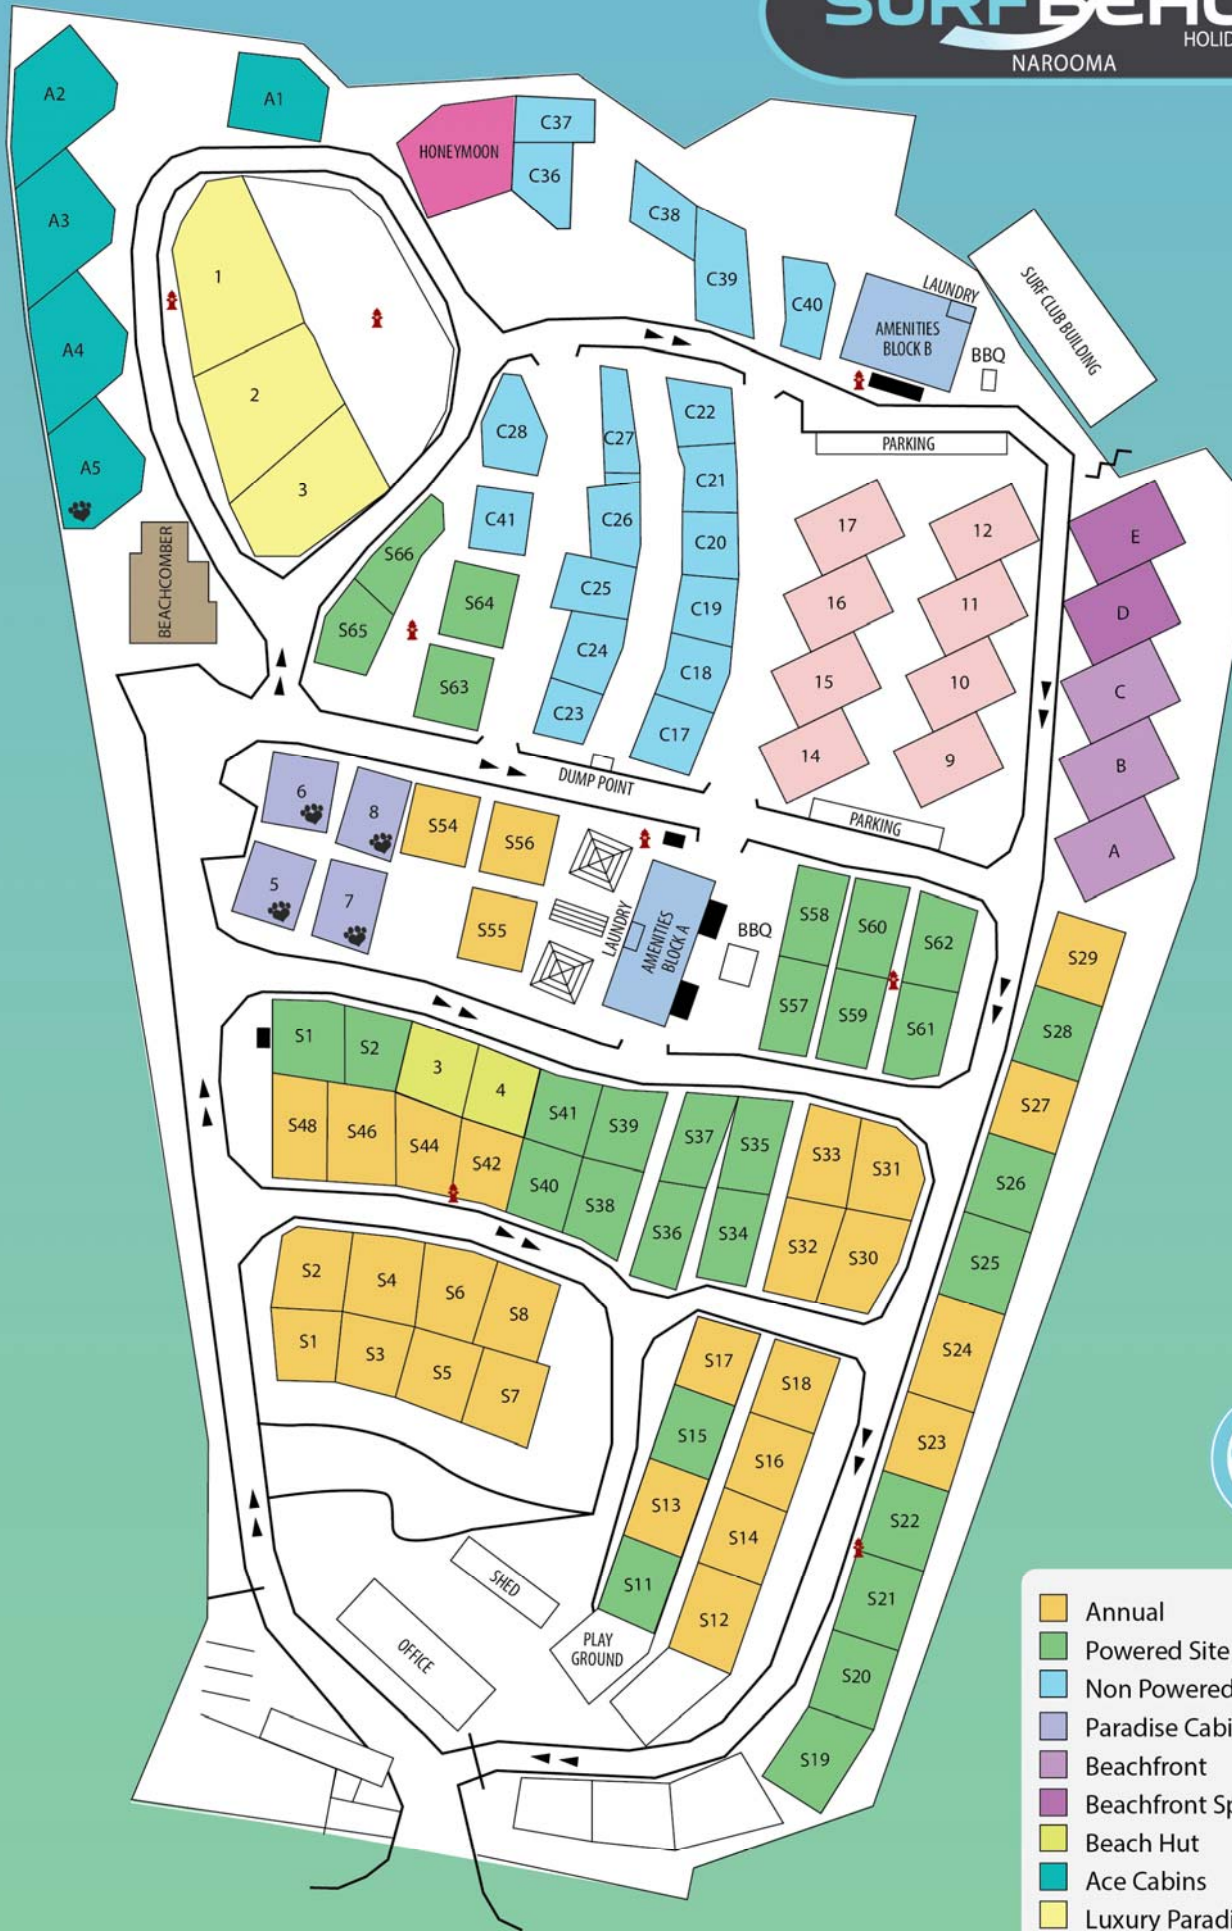 SURFBEAC
HOLID
NAROOMA
A2
A1
HONEYMOON
C37
C36
C38
C39
C40
A3
LAUNDRY
AMENITIES
BLOCK B
BBQ
SURF CLUB BUILDING
1
A4
2
3
A5
BEACHCOMBER
C28
C27
C22
C21
PARKING
C41
C26
C20
17
12
E
S66
S65
S64
S63
C25
C24
C23
C19
C18
C17
16
11
D
15
10
C
14
9
B
A
DUMP POINT
PARKING
6
8
S54
S56
5
7
S55
LAUNDRY
AMENITIES
BLOCK A
BBQ
S58
S60
S62
S57
S59
S61
S29
S28
S27
S26
S25
S24
S23
S22
S21
S20
S19
S1
S2
3
4
S41
S39
S37
S35
S33
S31
S48
S46
S44
S42
S40
S38
S36
S34
S32
S30
S2
S4
S6
S8
S1
S3
S5
S7
S17
S18
S15
S16
S13
S14
S11
S12
SHED
OFFICE
PLAY
GROUND
Annual
Powered Site
Non Powered
Paradise Cabi
Beachfront
Beachfront Sp
Beach Hut
Ace Cabins
Luxury Paradi